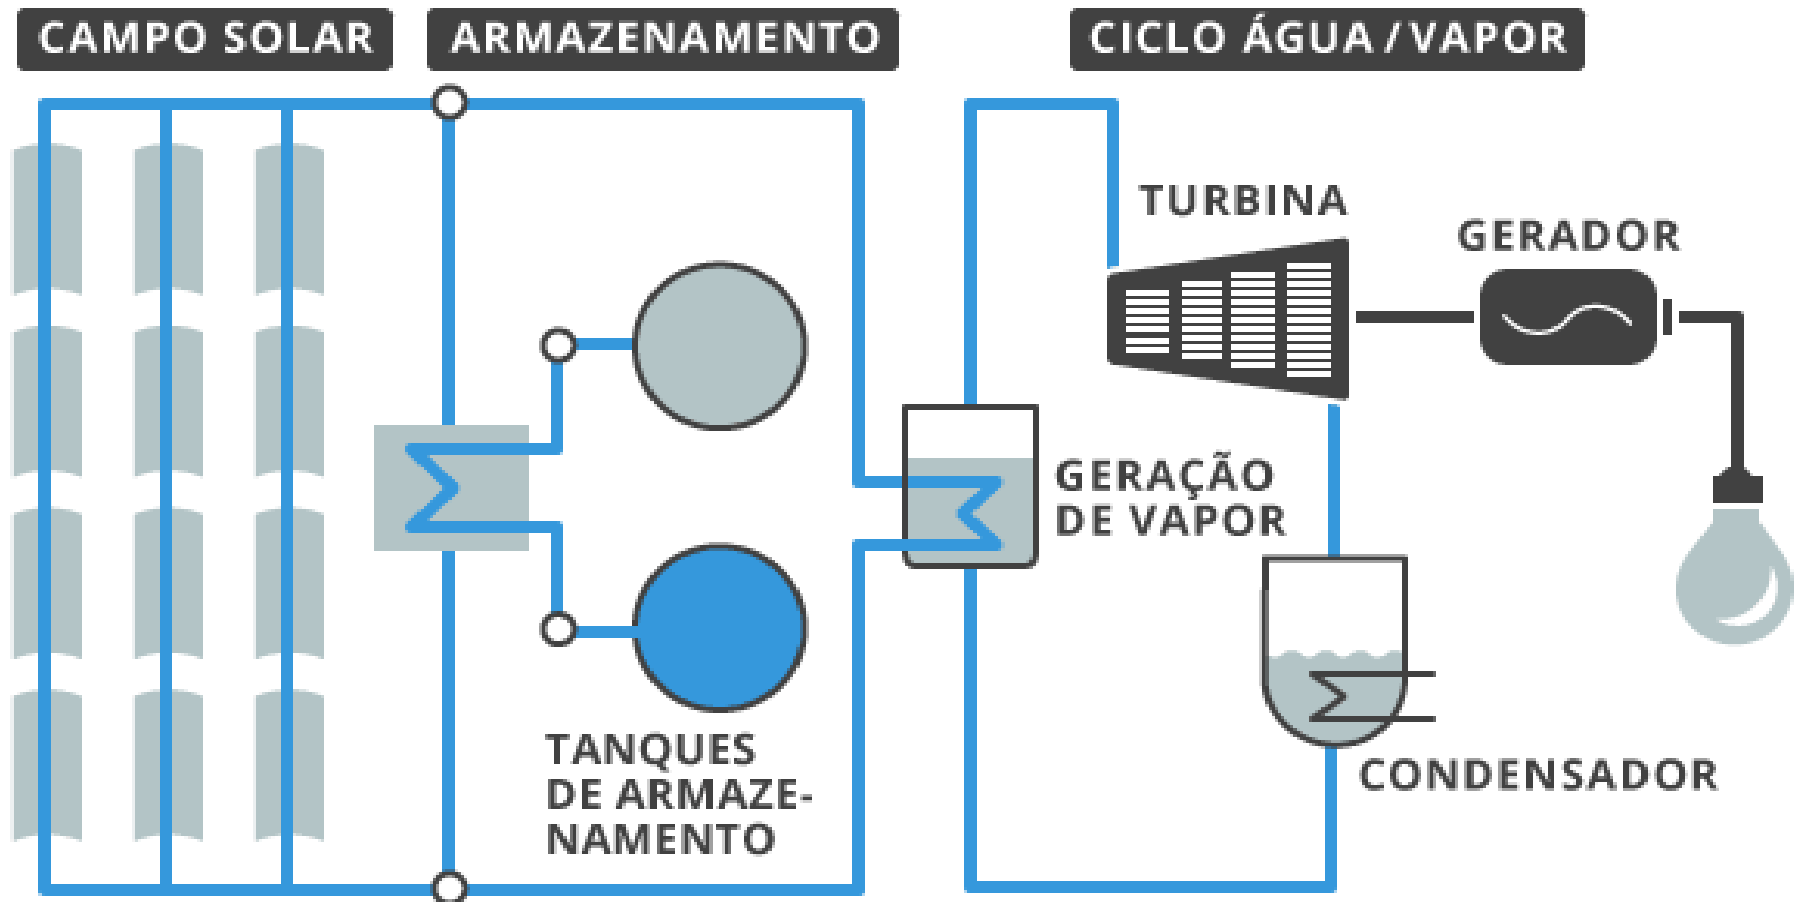 CAMPO SOLAR
ARMAZENAMENTO
CICLO ÁGUA / VAPOR
TURBINA
GERADOR
GERAÇÃO
DE VAPOR
TANQUES
DE ARMAZE-
NAMENTO
CONDENSADOR